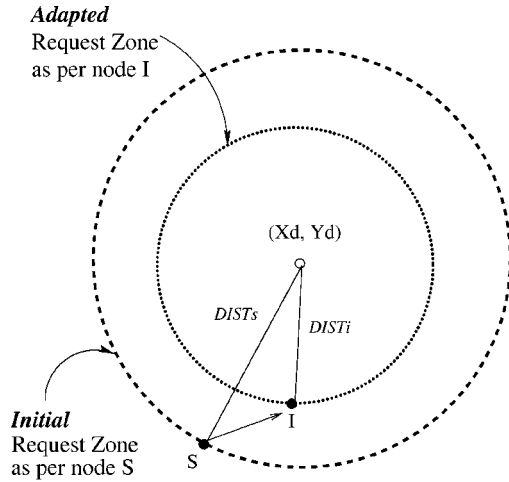 Adapted
Request Zone
as per node I
(Xd, Yd)
DISTs
DISTi
I
S
Initial
Request Zone
as per node S